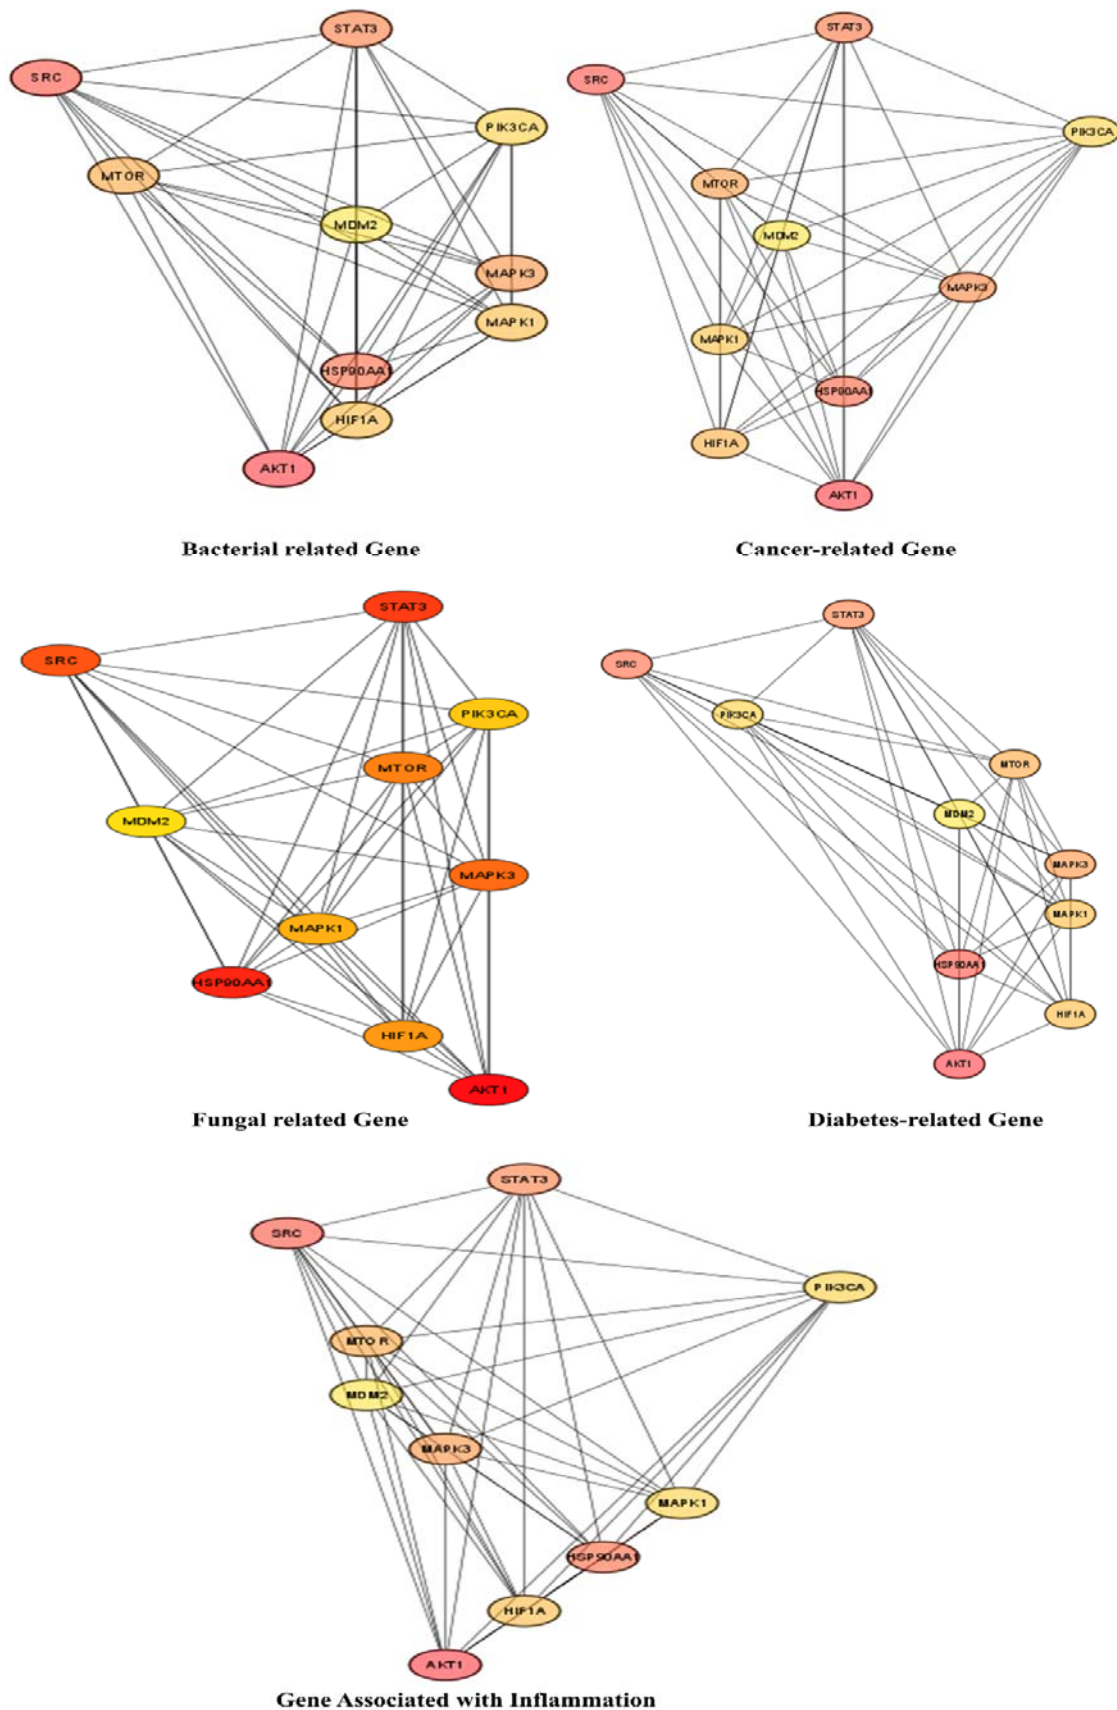 STAT3
SRC
PIK3CA
MTOR
MDM2
MAPK3
MAPK1
HSP90AA1
HIF1A
AKT1
Bacterial related Gene
STAT3
SRC
PIK3CA
MTOR
MDM2
MAPK3
MAPK1
HSP90AA1
HIF1A
AKT1
Cancer-related Gene
STAT3
SRC
PIK3CA
MTOR
MDM2
MAPK3
MAPK1
HSP90AA1
HIF1A
AKT1
Fungal related Gene
STAT3
SRC
PIK3CA
MTOR
MDM2
MAPK3
MAPK1
HSP90AA1
HIF1A
AKT1
Diabetes-related Gene
STAT3
SRC
PIK3CA
MTOR
MDM2
MAPK3
MAPK1
HSP90AA1
HIF1A
AKT1
Gene Associated with Inflammation